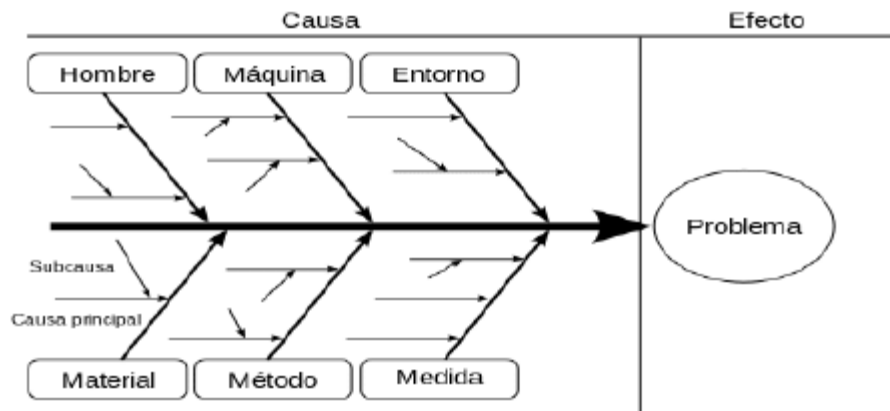 Causa
Efecto
Hombre
Máquina
Entorno
Problema
Subcausa
Causa principal
Material
Método
Medida